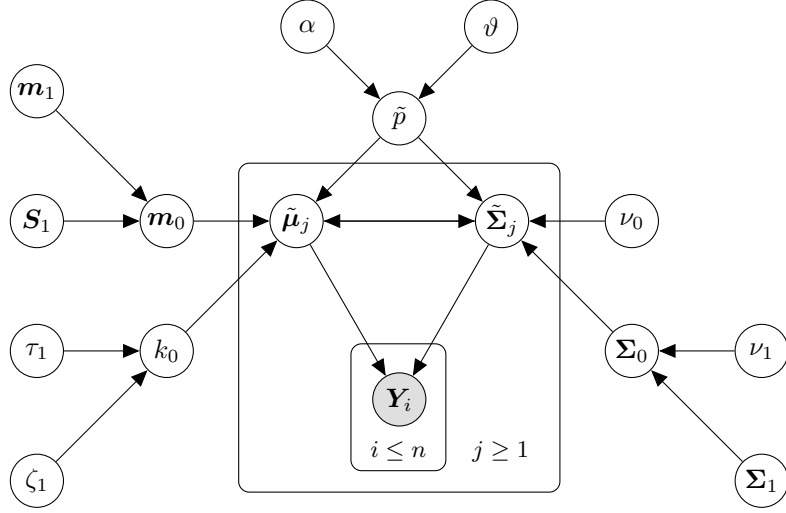 α ϑ
𝒎₁ p̃
𝑺₁ 𝒎₀ 𝝁̃ⱼ 𝚺̃ⱼ ν₀
τ₁ k₀ 𝚺₀ ν₁
𝒀ᵢ
i ≤ n j ≥ 1
ζ₁ 𝚺₁